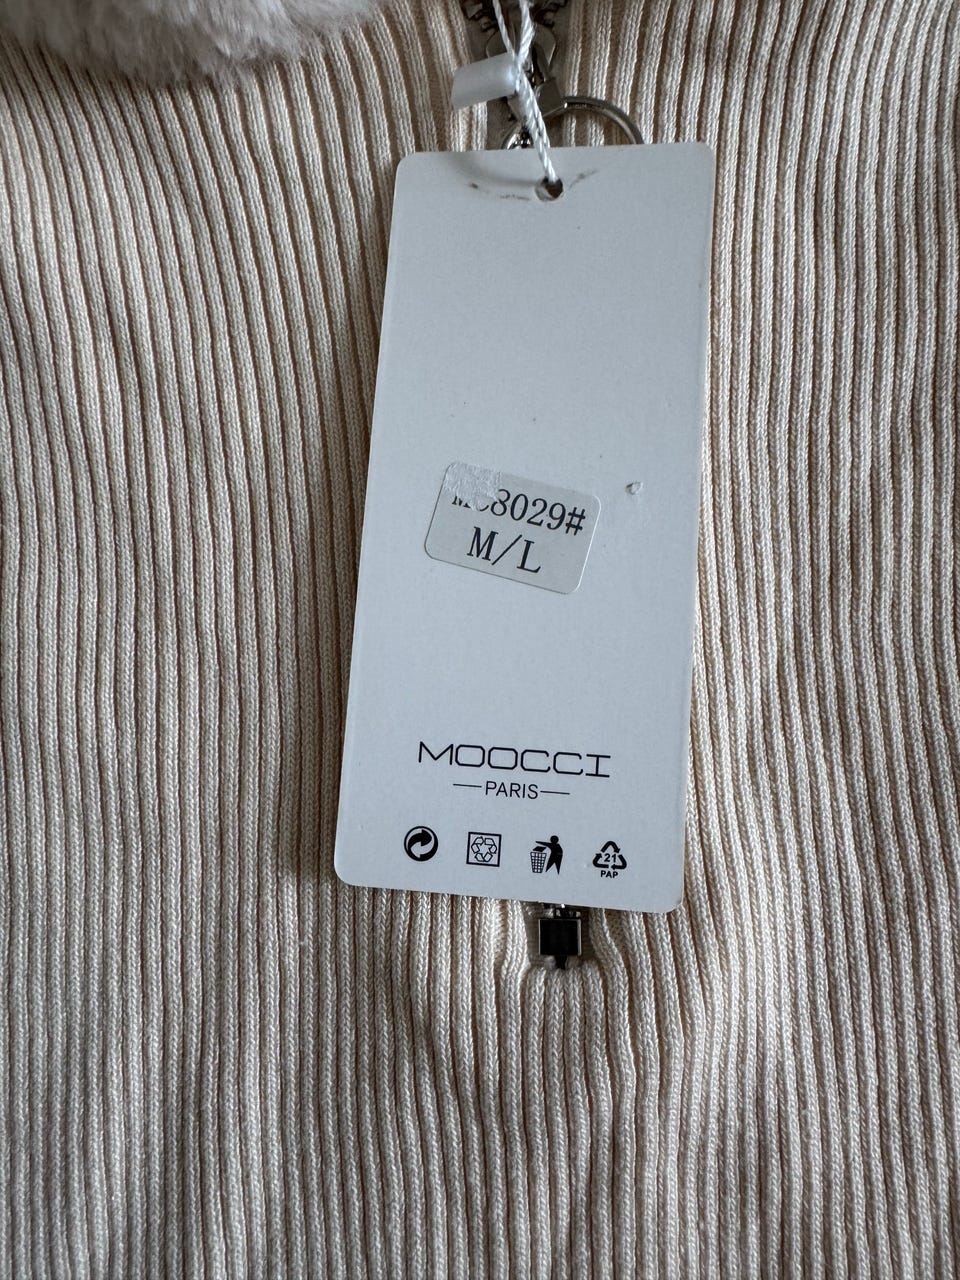 8029#
M/L
MOOCCI
PARIS
21
PAP